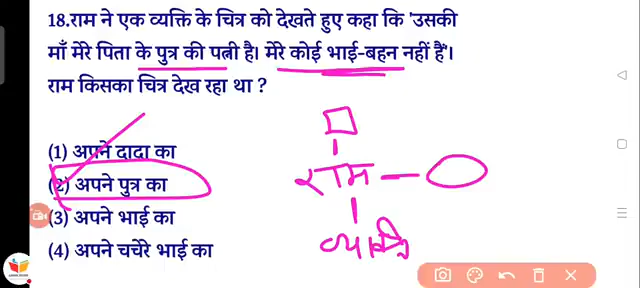 18.राम ने एक व्यक्ति के चित्र को देखते हुए कहा कि 'उसकी
माँ मेरे पिता के पुत्र की पत्नी है। मेरे कोई भाई-बहन नहीं हैं'।
राम किसका चित्र देख रहा था ?
(1) अपने दादा का
(2) अपने पुत्र का
राम
(3) अपने भाई का
व्यक्ति
(4) अपने चचेरे भाई का